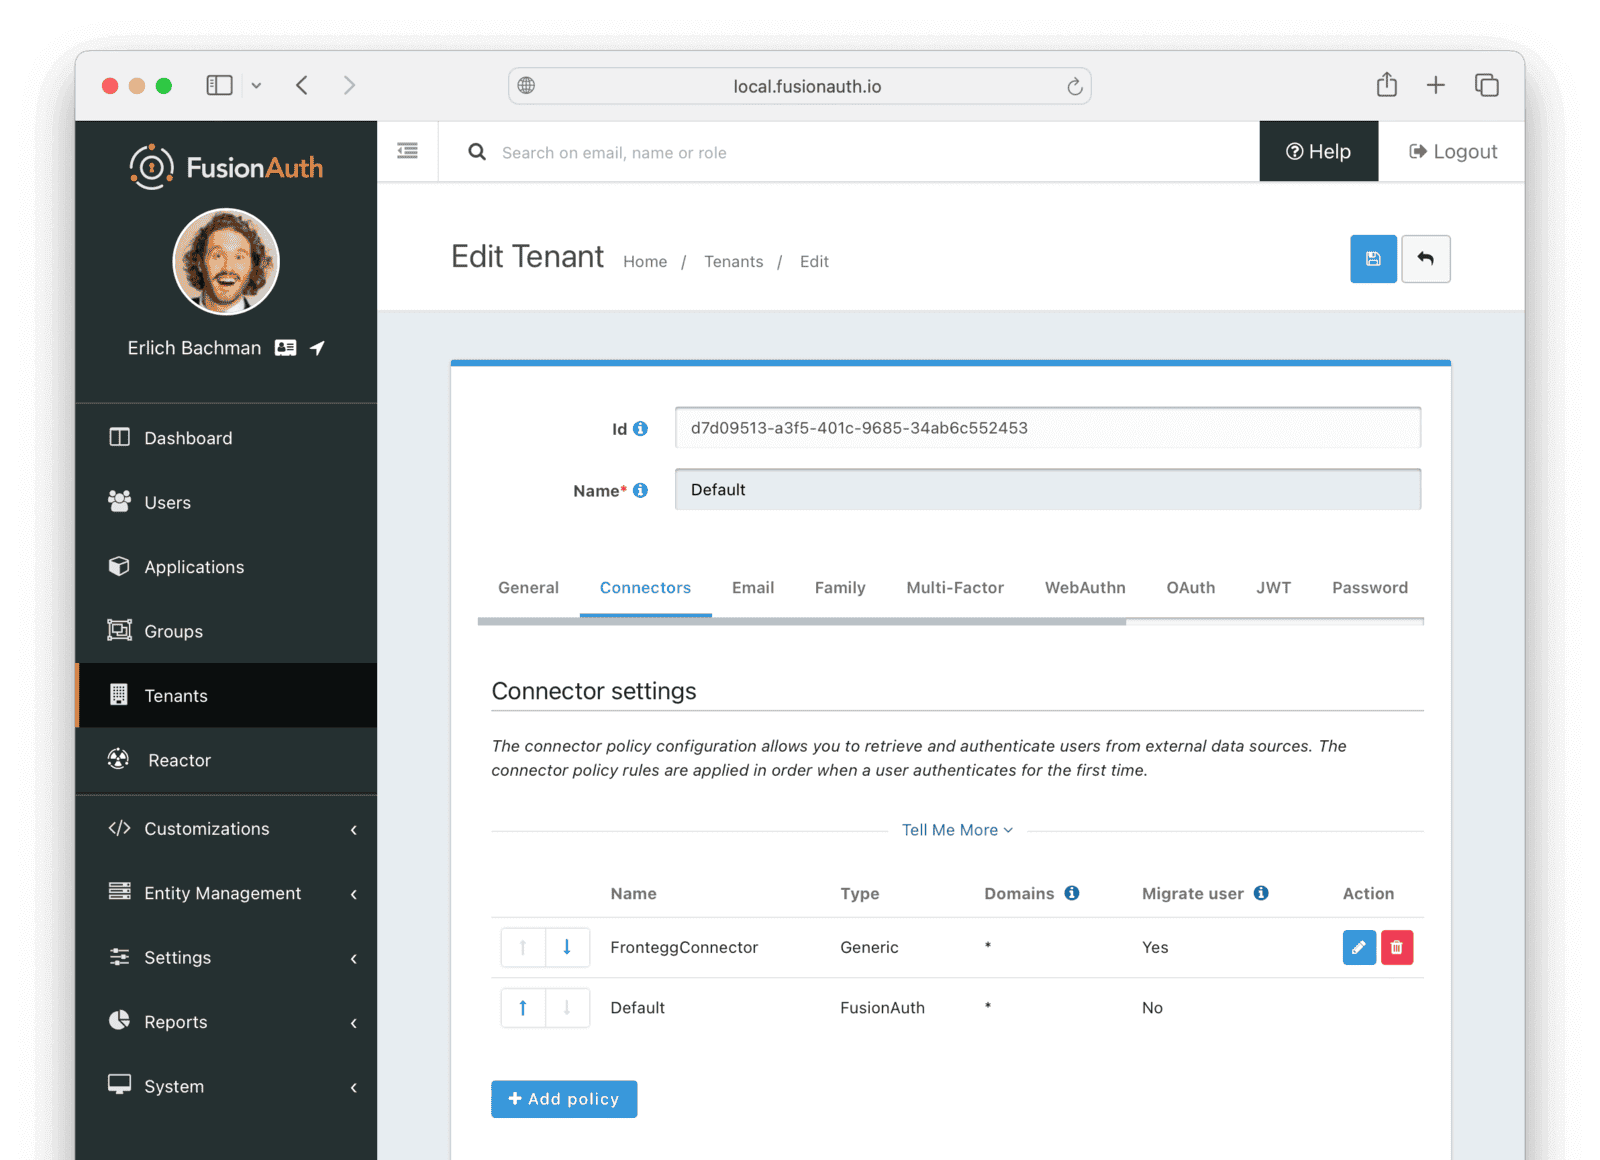 local.fusionauth.io
FusionAuth
Search on email, name or role
Help
Logout
Erlich Bachman
Dashboard
Users
Applications
Groups
Tenants
Reactor
Customizations
Entity Management
Settings
Reports
System
Edit Tenant Home / Tenants / Edit
Id d7d09513-a3f5-401c-9685-34ab6c552453
Name* Default
General Connectors Email Family Multi-Factor WebAuthn OAuth JWT Password
Connector settings
The connector policy configuration allows you to retrieve and authenticate users from external data sources. The
connector policy rules are applied in order when a user authenticates for the first time.
Tell Me More
Name Type Domains Migrate user Action
FronteggConnector Generic * Yes
Default FusionAuth * No
+ Add policy